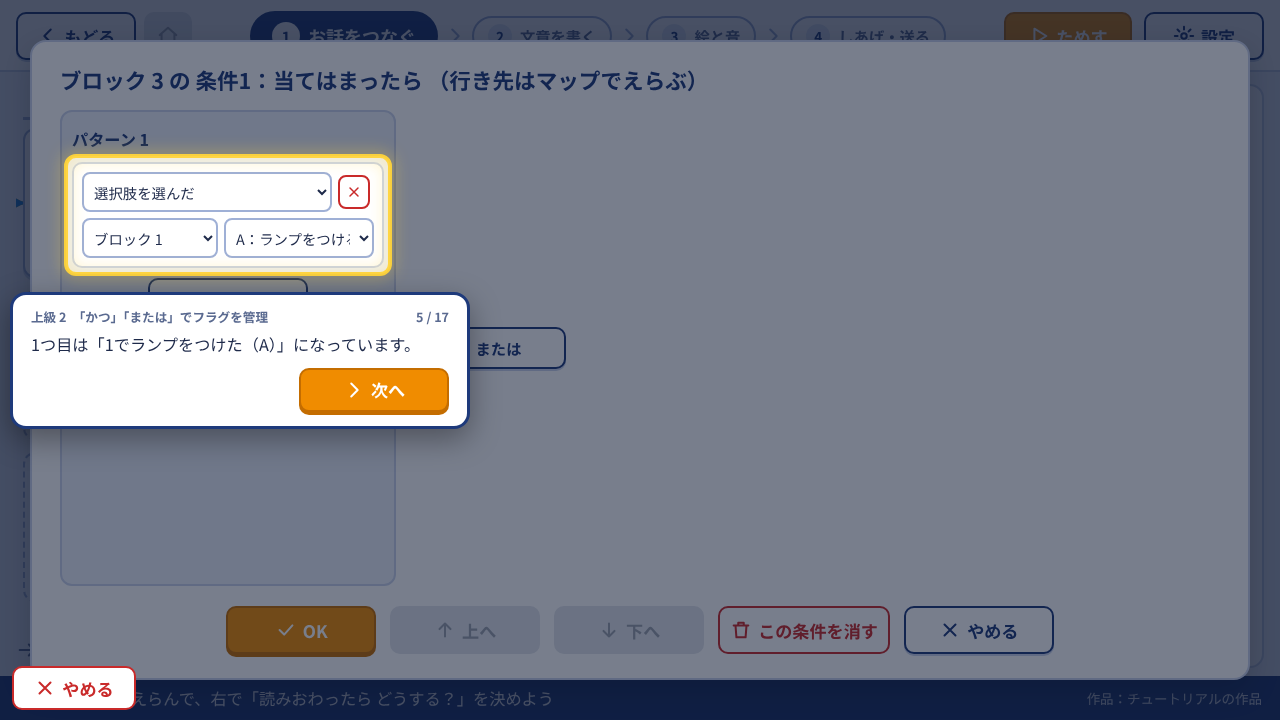 もどる
1 お話をつなぐ
2 文章を書く
3 絵と音
4 しあげ・送る
ためす
設定
ブロック 3 の 条件1：当てはまったら （行き先はマップでえらぶ）
パターン 1
選択肢を選んだ
ブロック 1
A：ランプをつけ
または
上級 2 「かつ」「または」でフラグを管理
5 / 17
1つ目は「1でランプをつけた（A）」になっています。
次へ
OK
上へ
下へ
この条件を消す
やめる
やめる
えらんで、右で「読みおわったら どうする？」を決めよう
作品：チュートリアルの作品